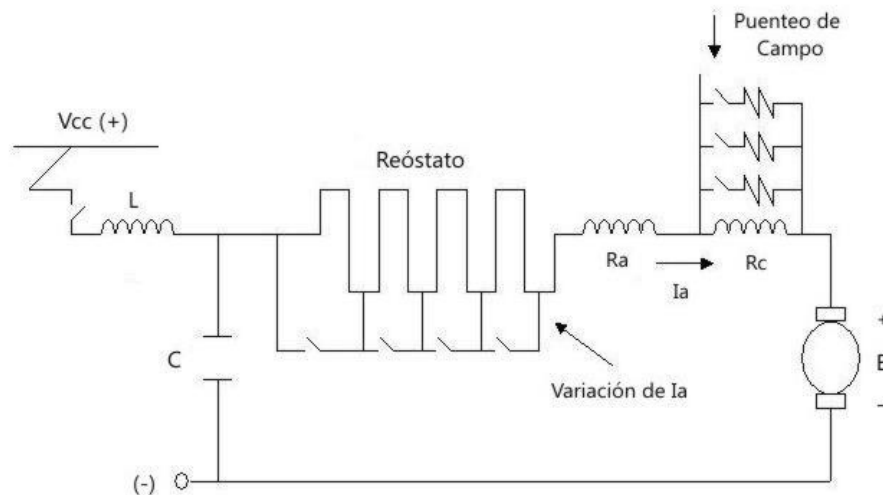 Puenteo de
Campo
Vcc (+)
Reóstato
L
Ra
Rc
Ia
+
E
-
C
Variación de Ia
(-)